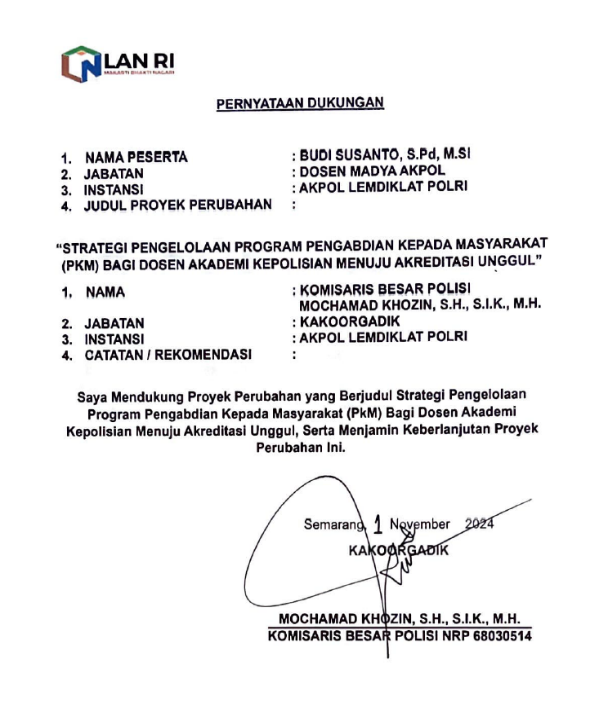 LAN RI
MAKARTI BHAKTI NAGARI
PERNYATAAN DUKUNGAN
1. NAMA PESERTA : BUDI SUSANTO, S.Pd, M.SI
2. JABATAN : DOSEN MADYA AKPOL
3. INSTANSI : AKPOL LEMDIKLAT POLRI
4. JUDUL PROYEK PERUBAHAN :
“STRATEGI PENGELOLAAN PROGRAM PENGABDIAN KEPADA MASYARAKAT
(PKM) BAGI DOSEN AKADEMI KEPOLISIAN MENUJU AKREDITASI UNGGUL”
1. NAMA : KOMISARIS BESAR POLISI
MOCHAMAD KHOZIN, S.H., S.I.K., M.H.
2. JABATAN : KAKOORGADIK
3. INSTANSI : AKPOL LEMDIKLAT POLRI
4. CATATAN / REKOMENDASI :
Saya Mendukung Proyek Perubahan yang Berjudul Strategi Pengelolaan
Program Pengabdian Kepada Masyarakat (PkM) Bagi Dosen Akademi
Kepolisian Menuju Akreditasi Unggul, Serta Menjamin Keberlanjutan Proyek
Perubahan Ini.
Semarang, 1 November 2024
KAKOORGADIK
MOCHAMAD KHOZIN, S.H., S.I.K., M.H.
KOMISARIS BESAR POLISI NRP 68030514